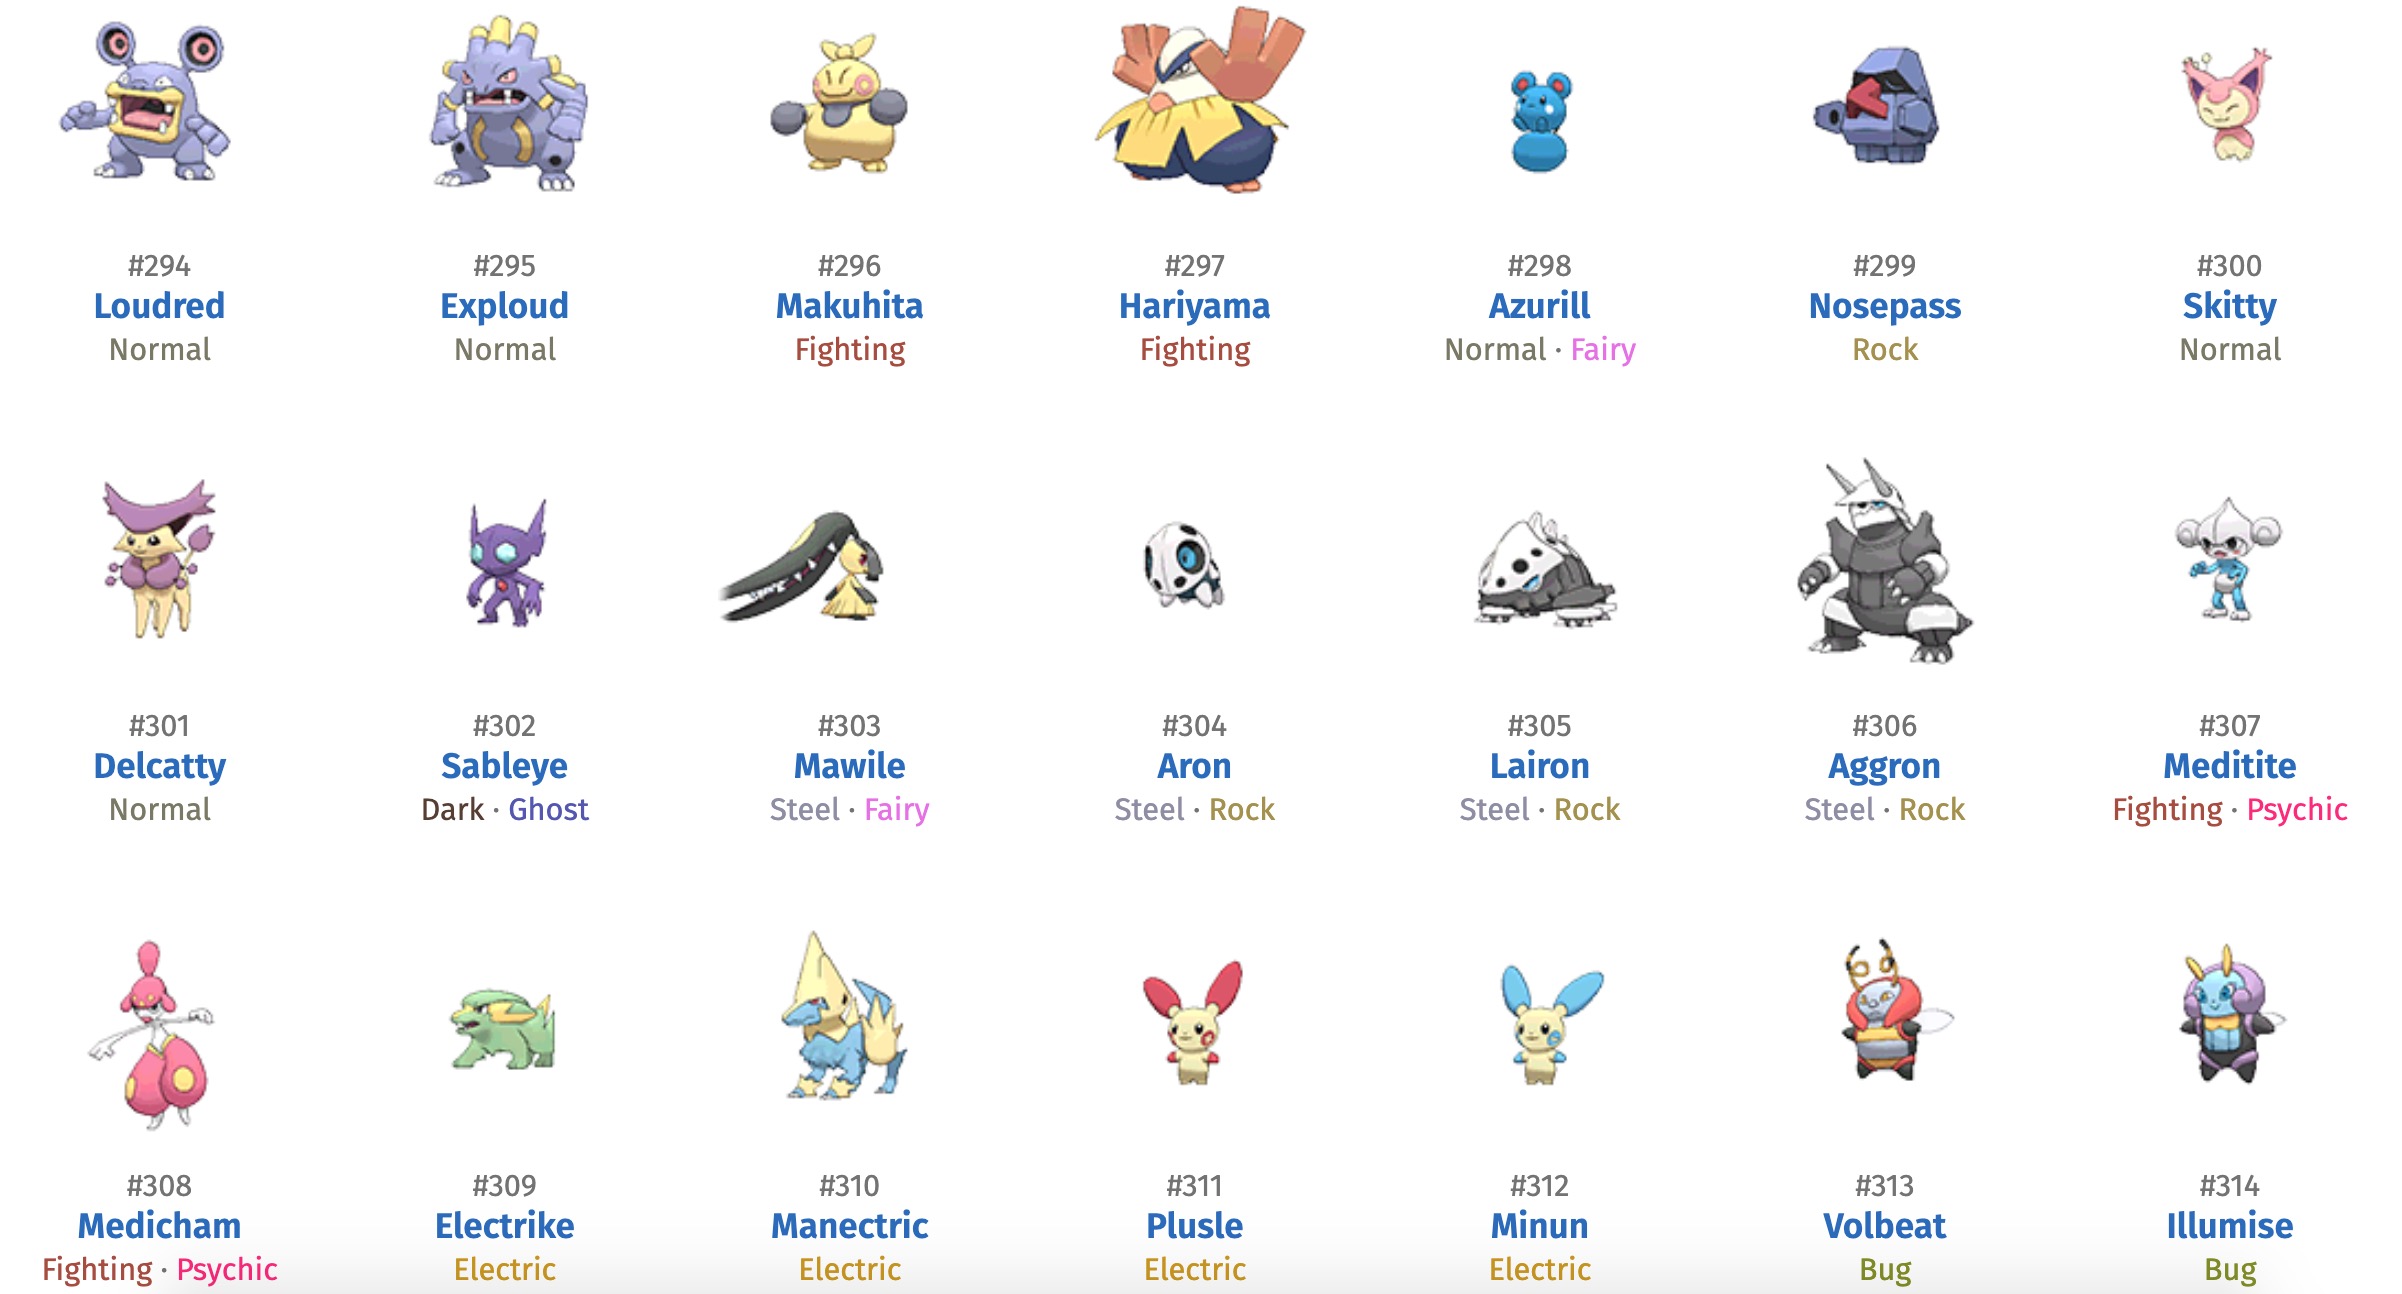 #294 #295 #296 #297 #298 #299 #300
Loudred Exploud Makuhita Hariyama Azurill Nosepass Skitty
Normal Normal Fighting Fighting Normal · Fairy Rock Normal
#301 #302 #303 #304 #305 #306 #307
Delcatty Sableye Mawile Aron Lairon Aggron Meditite
Normal Dark · Ghost Steel · Fairy Steel · Rock Steel · Rock Steel · Rock Fighting · Psychic
#308 #309 #310 #311 #312 #313 #314
Medicham Electrike Manectric Plusle Minun Volbeat Illumise
Fighting · Psychic Electric Electric Electric Electric Bug Bug